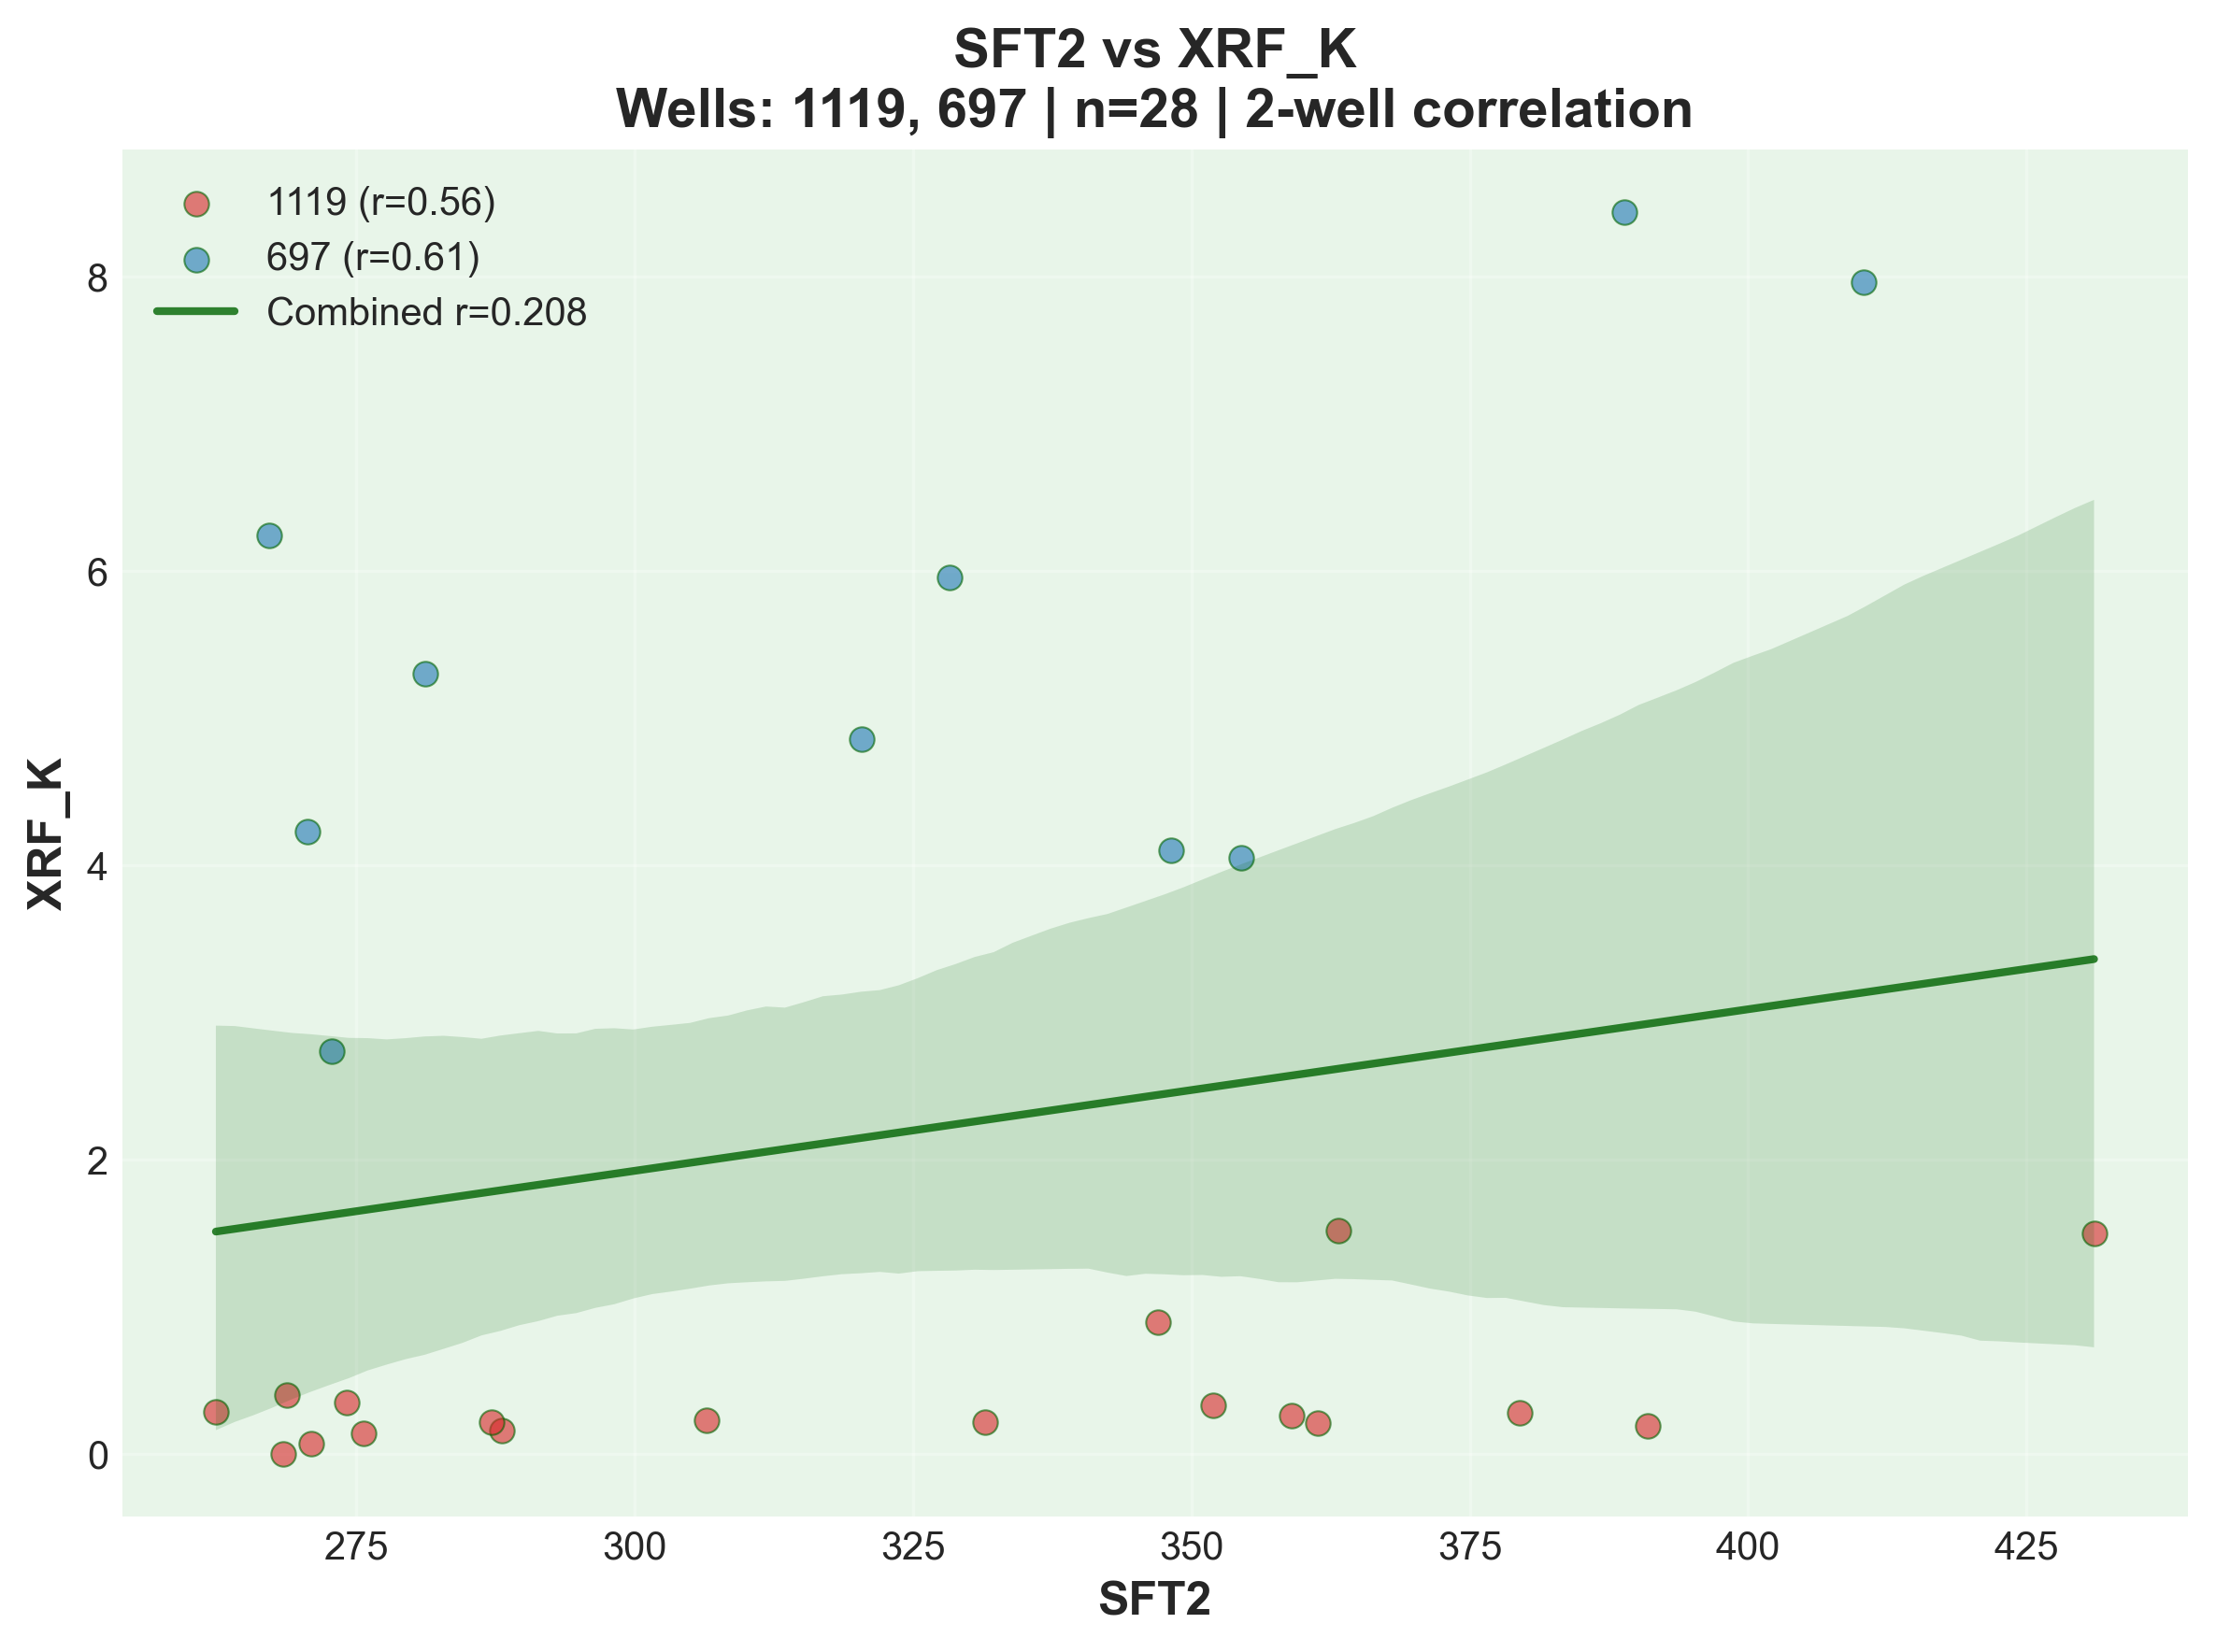 SFT2 vs XRF_K
Wells: 1119, 697 | n=28 | 2-well correlation
1119 (r=0.56)
697 (r=0.61)
Combined r=0.208
XRF_K
8
6
4
2
0
275
300
325
350
375
400
425
SFT2